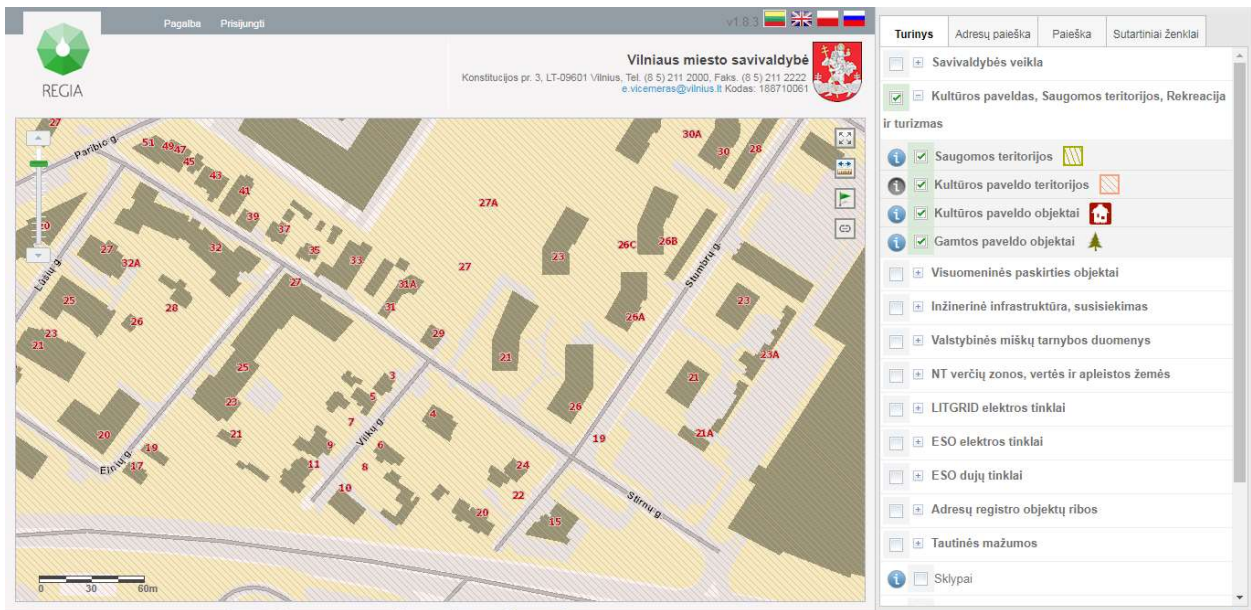 Pagalba Prisijungti v1.8.3
REGIA
Vilniaus miesto savivaldybė
Konstitucijos pr. 3, LT-09601 Vilnius, Tel. (8 5) 211 2000, Faks. (8 5) 211 2222
e.vicemeras@vilnius.lt Kodas: 188710061
Turinys Adresų paieška Paieška Sutartiniai ženklai
Savivaldybės veikla
Kultūros paveldas, Saugomos teritorijos, Rekreacija
ir turizmas
Saugomos teritorijos
Kultūros paveldo teritorijos
Kultūros paveldo objektai
Gamtos paveldo objektai
Visuomeninės paskirties objektai
Inžinerinė infrastruktūra, susisiekimas
Valstybinės miškų tarnybos duomenys
NT verčių zonos, vertės ir apleistos žemės
LITGRID elektros tinklai
ESO elektros tinklai
ESO dujų tinklai
Adresų registro objektų ribos
Tautinės mažumos
Sklypai
27
Paribio g.
51 49 47
45
43
41
39
37
35
33
31A
31
29
30A
30 28
27A
26C 26B
23
27
Stumbrų g.
20
27
32A
32
27
Lūšių g.
25
28
26
23
21
26A
23
23A
21
21
25
23
21
3
5
7
Vilkų g.
4
26
19
21A
20
19
17
Einių g.
9
11
6
8
10
24
22
20
15
Stirnų g.
0 30 60m